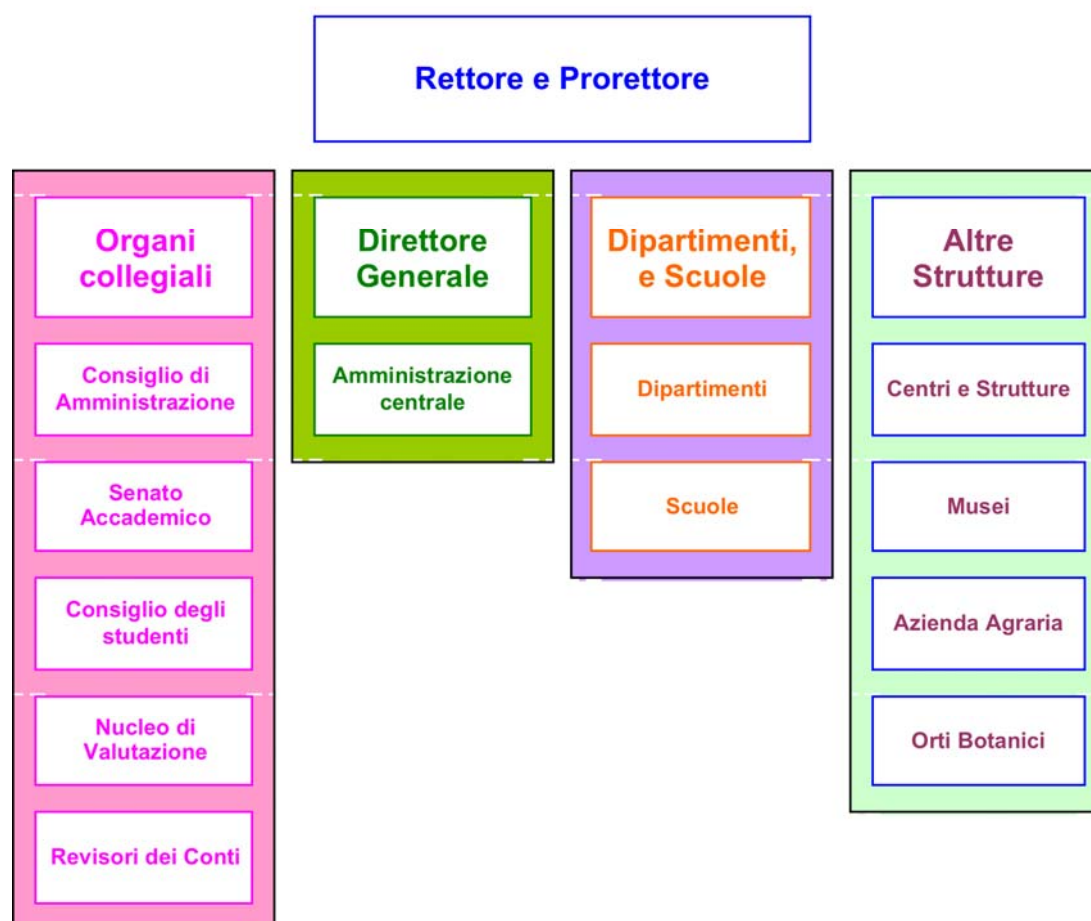 Rettore e Prorettore
Organi
collegiali
Consiglio di
Amministrazione
Senato
Accademico
Consiglio degli
studenti
Nucleo di
Valutazione
Revisori dei Conti
Direttore
Generale
Amministrazione
centrale
Dipartimenti,
e Scuole
Dipartimenti
Scuole
Altre
Strutture
Centri e Strutture
Musei
Azienda Agraria
Orti Botanici